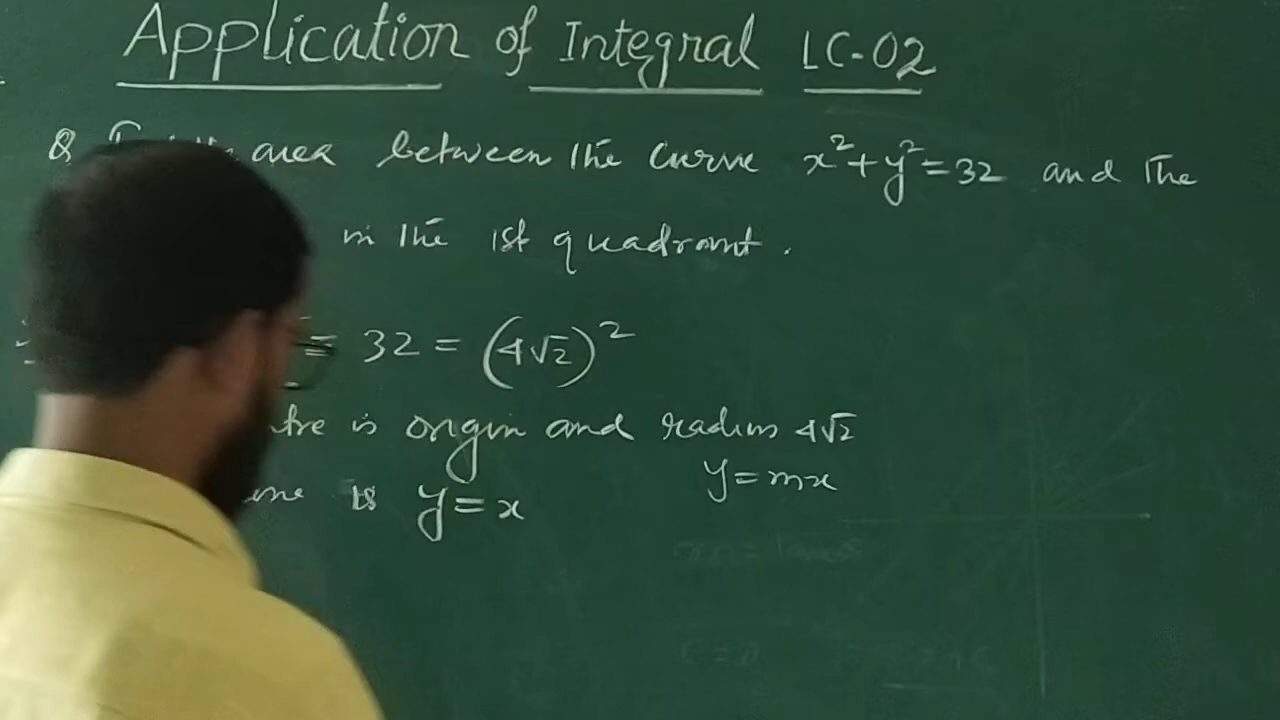 Application of Integral LC-02
Q area between the curve x²+y²=32 and the
in the 1st quadrant.
= 32 = (4√2)²
is origin and radius 4√2
y=mx
is y=x